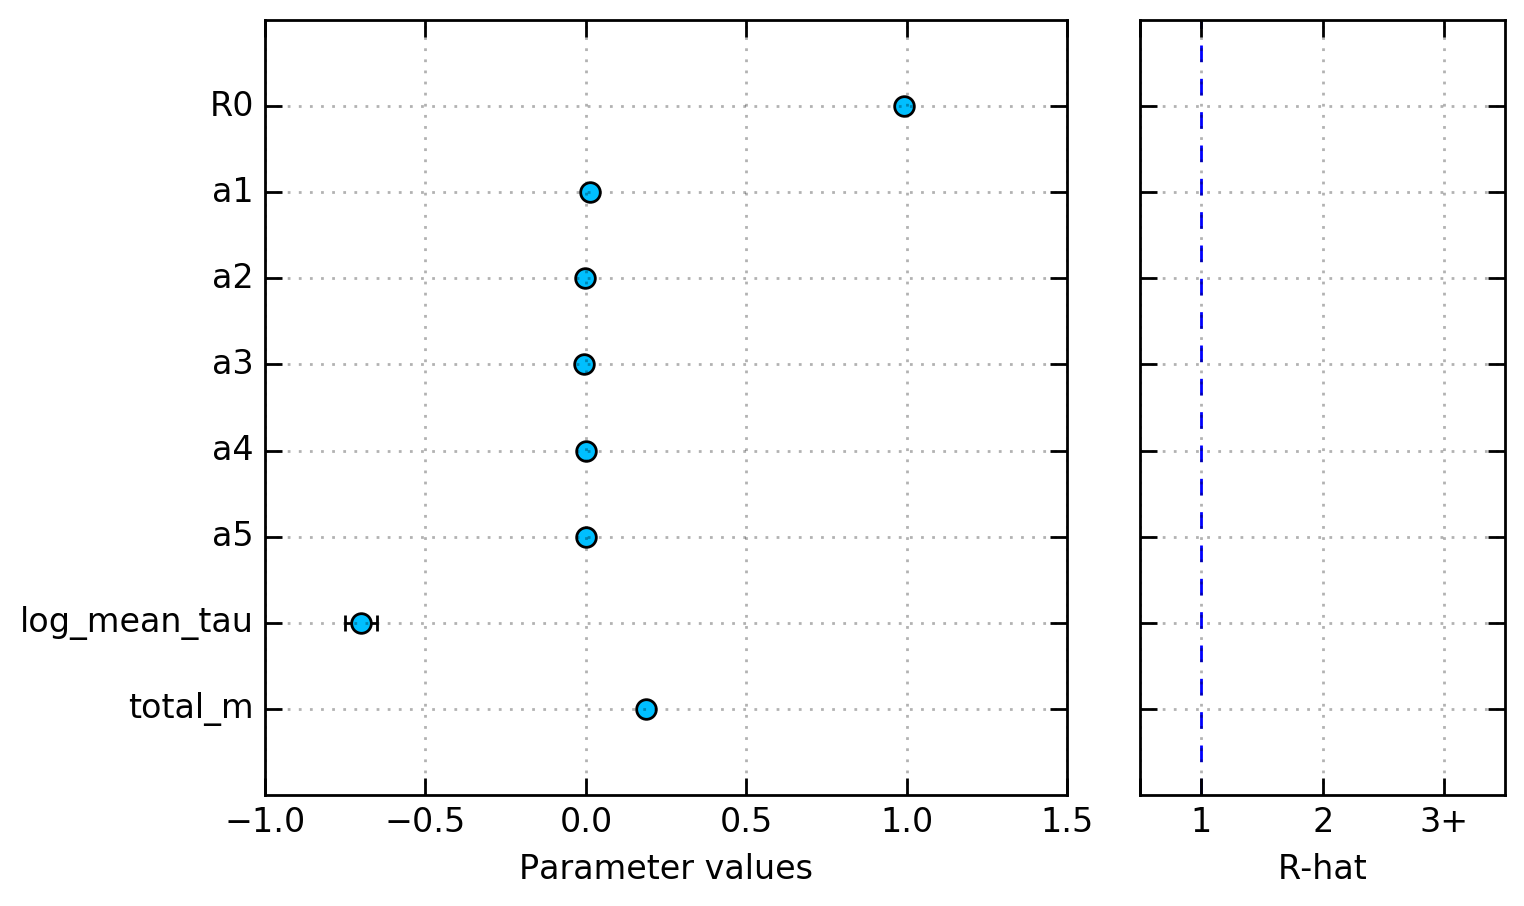 R0
a1
a2
a3
a4
a5
log_mean_tau
total_m
−1.0 −0.5 0.0 0.5 1.0 1.5
Parameter values
1 2 3+
R-hat